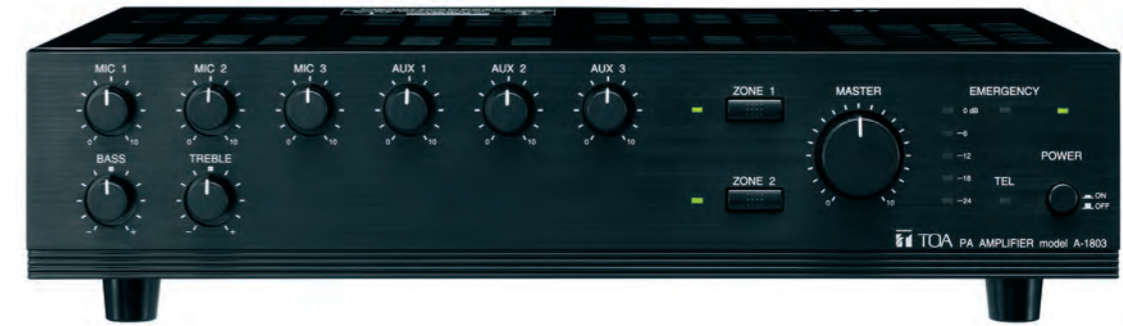 MIC 1 MIC 2 MIC 3 AUX 1 AUX 2 AUX 3
0 10 0 10 0 10 0 10 0 10 0 10
BASS TREBLE
- + - +
ZONE 1
ZONE 2
MASTER
0 10
EMERGENCY
0 dB
−6
−12
−18
−24
TEL
POWER
ON
OFF
TOA PA AMPLIFIER model A-1803